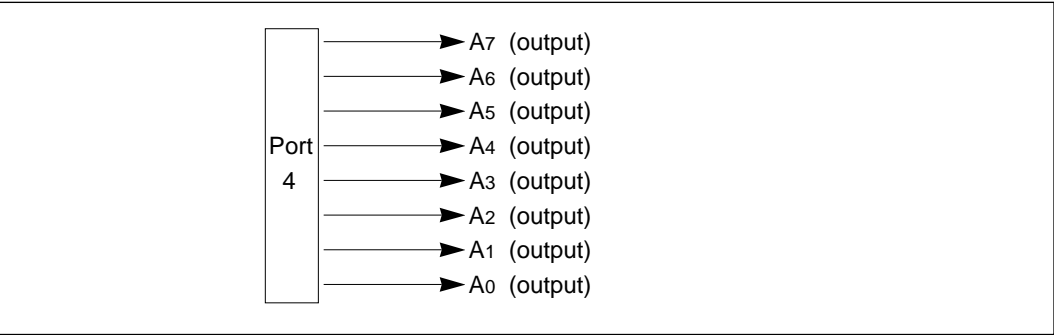 A7 (output)
A6 (output)
A5 (output)
Port A4 (output)
4 A3 (output)
A2 (output)
A1 (output)
A0 (output)